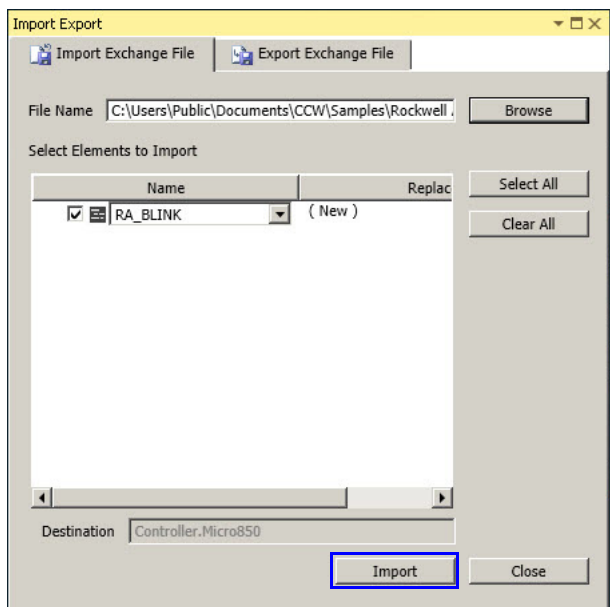 Import Export
Import Exchange File
Export Exchange File
File Name C:\Users\Public\Documents\CCW\Samples\Rockwell Browse
Select Elements to Import
Name Replac Select All
RA_BLINK ( New )
Clear All
Destination Controller.Micro850
Import Close